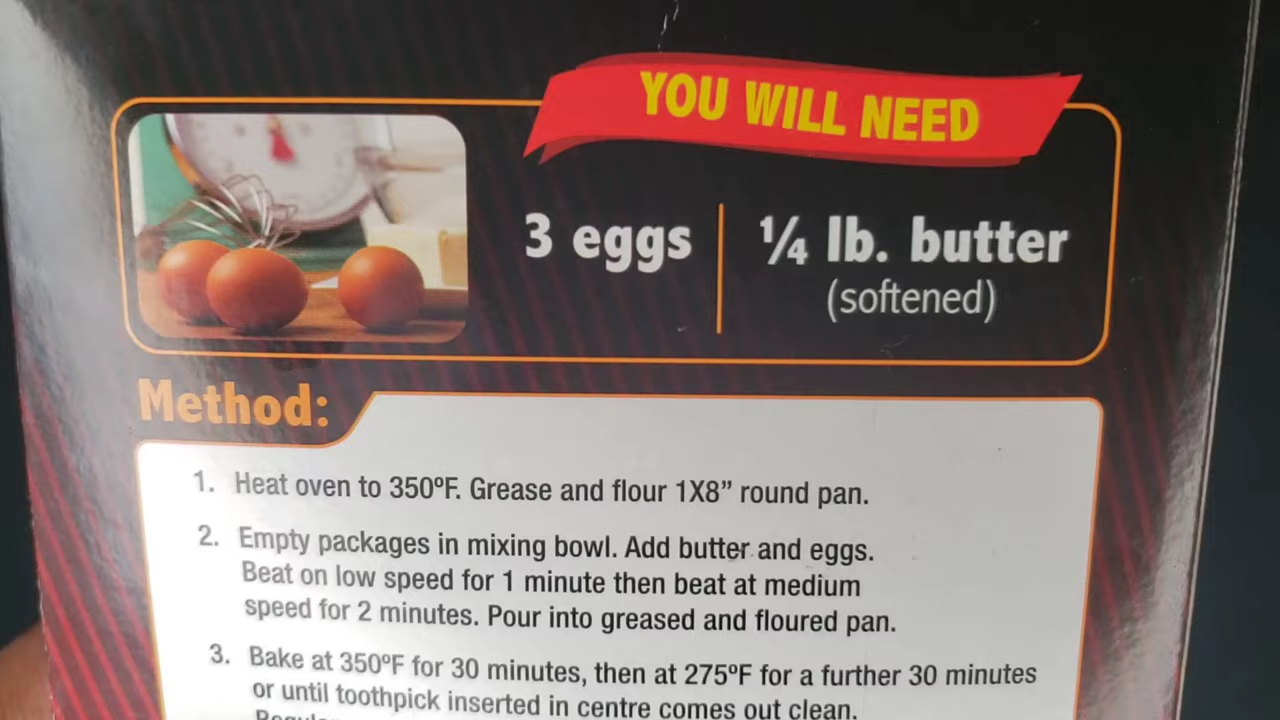 YOU WILL NEED
3 eggs
¼ lb. butter
(softened)
Method:
1. Heat oven to 350ºF. Grease and flour 1X8” round pan.
2. Empty packages in mixing bowl. Add butter and eggs.
Beat on low speed for 1 minute then beat at medium
speed for 2 minutes. Pour into greased and floured pan.
3. Bake at 350ºF for 30 minutes, then at 275ºF for a further 30 minutes
or until toothpick inserted in centre comes out clean.